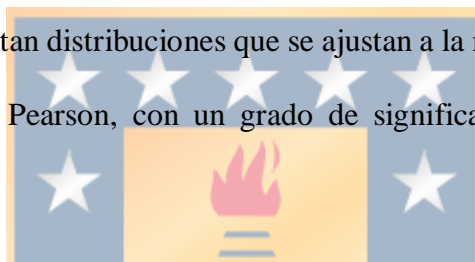 tan distribuciones que se ajustan a la
Pearson, con un grado de significa